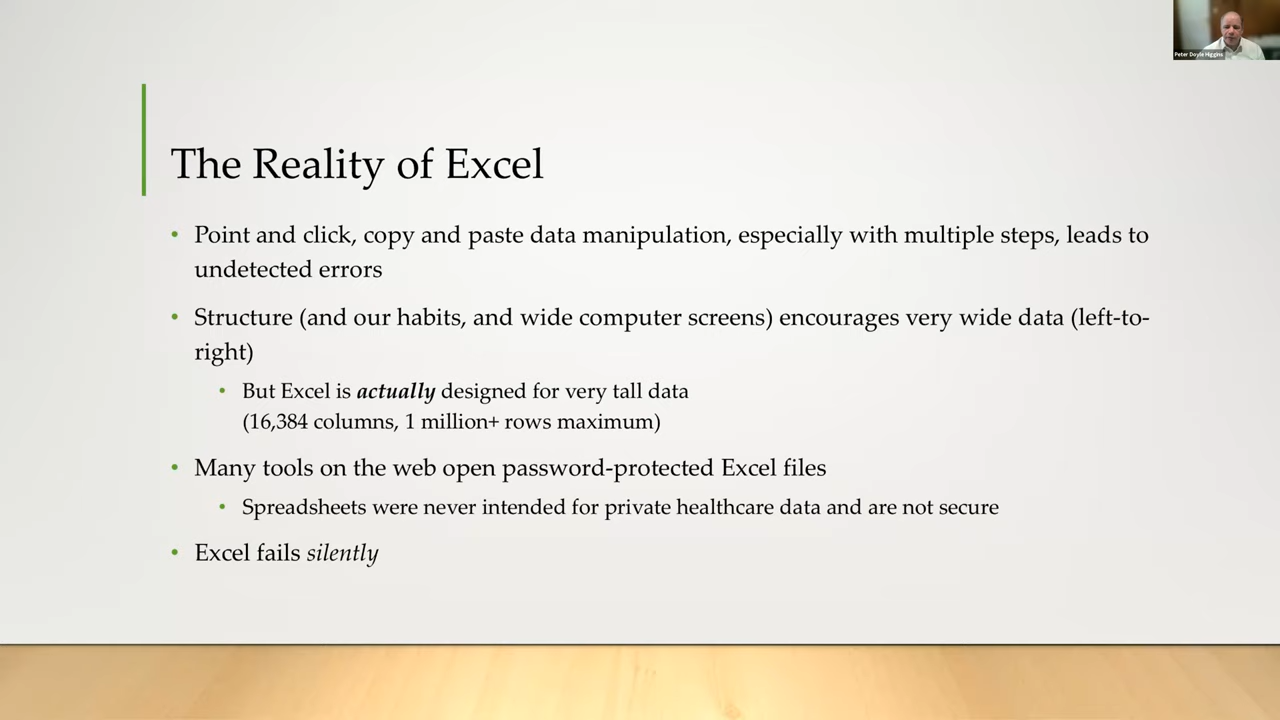 Peter Doyle Higgins
The Reality of Excel
• Point and click, copy and paste data manipulation, especially with multiple steps, leads to
undetected errors
• Structure (and our habits, and wide computer screens) encourages very wide data (left-to-
right)
• But Excel is actually designed for very tall data
(16,384 columns, 1 million+ rows maximum)
• Many tools on the web open password-protected Excel files
• Spreadsheets were never intended for private healthcare data and are not secure
• Excel fails silently